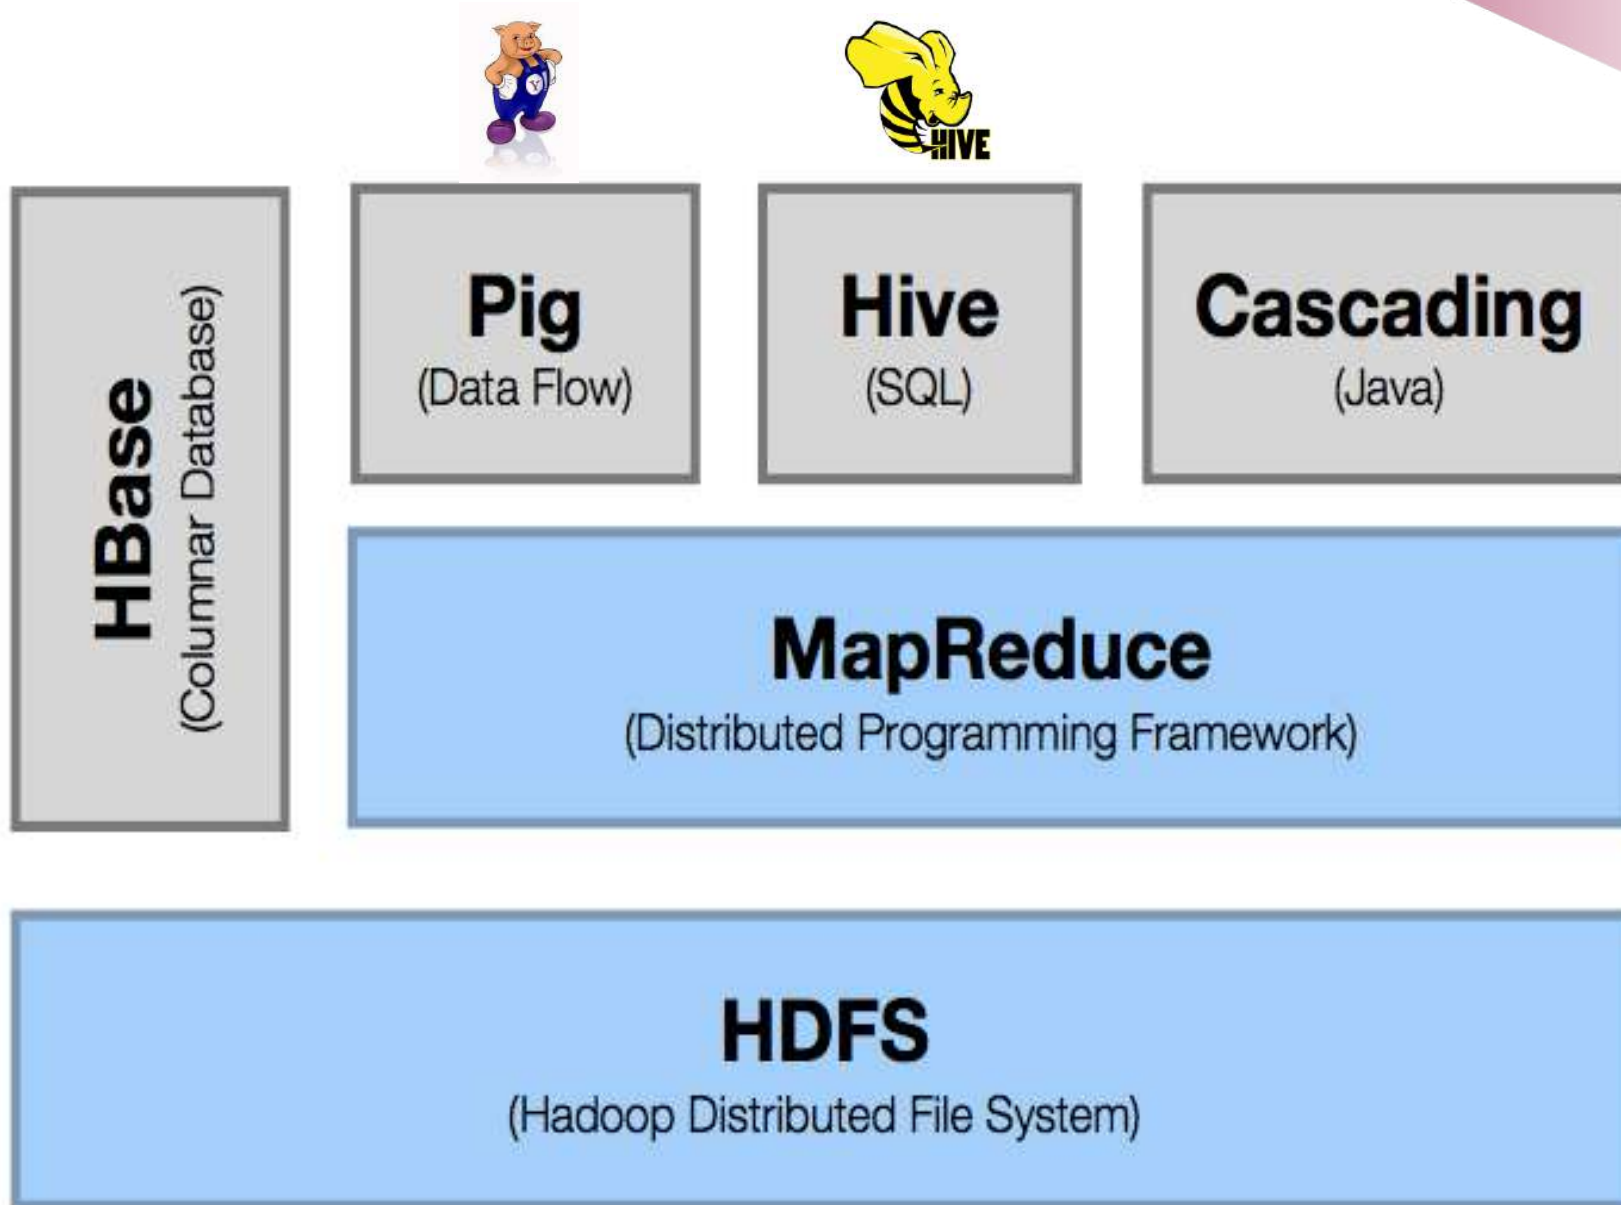 Y
HIVE
HBase
(Columnar Database)
Pig
(Data Flow)
Hive
(SQL)
Cascading
(Java)
MapReduce
(Distributed Programming Framework)
HDFS
(Hadoop Distributed File System)